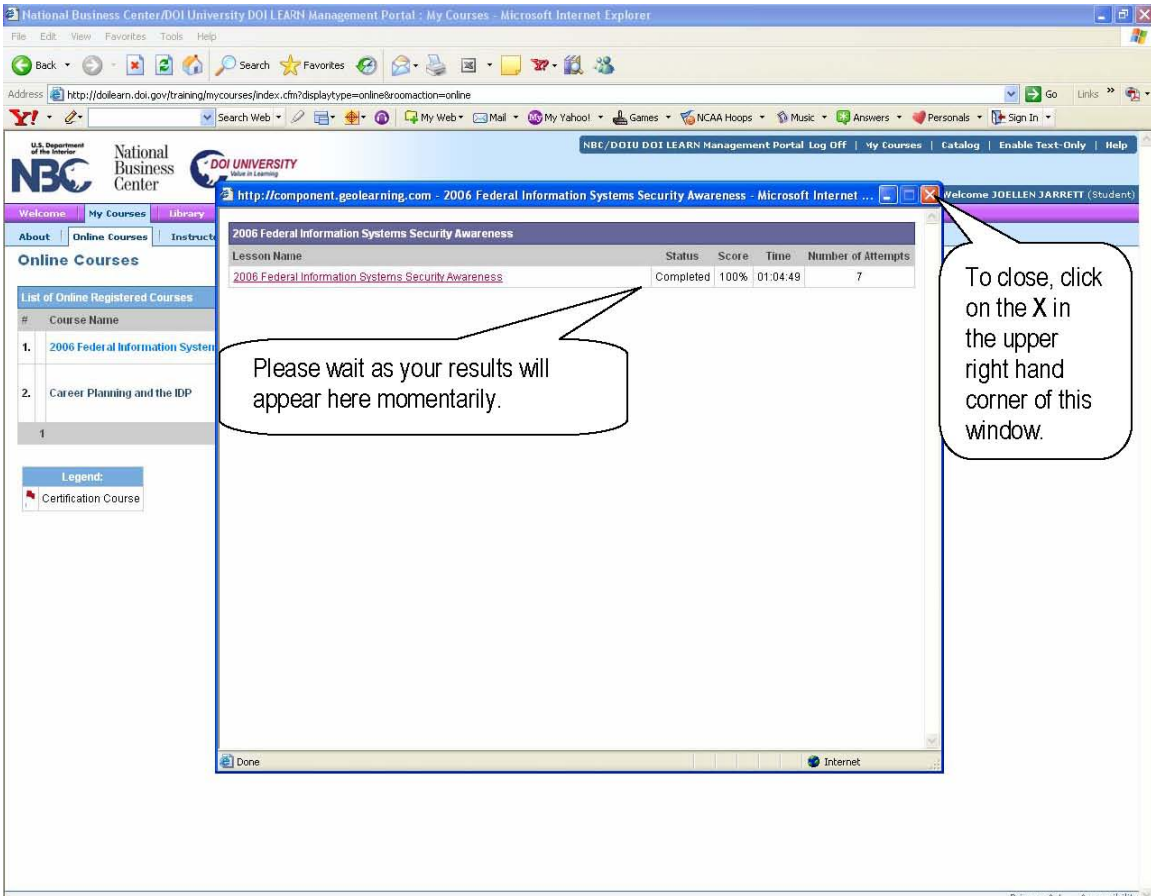 National Business Center/DOI University DOI LEARN Management Portal : My Courses - Microsoft Internet Explorer
File Edit View Favorites Tools Help
Back Search Favorites
Address http://doilearn.doi.gov/training/mycourses/index.cfm?displaytype=online&roomaction=online Go Links »
Y! Search Web My Web Mail My Yahoo! Games NCAA Hoops Music Answers Personals Sign In
NBC/DOIU DOI LEARN Management Portal Log Off | My Courses | Catalog | Enable Text-Only | Help
U.S. Department
of the Interior
NBC
National
Business
Center
DOI UNIVERSITY
Value in Learning
Welcome JOELLEN JARRETT (Student)
Welcome My Courses Library
About Online Courses Instruct
Online Courses
List of Online Registered Courses
# Course Name
1. 2006 Federal Information System
2. Career Planning and the IDP
1
Legend:
Certification Course
http://component.geolearning.com - 2006 Federal Information Systems Security Awareness - Microsoft Internet ...
2006 Federal Information Systems Security Awareness
Lesson Name Status Score Time Number of Attempts
2006 Federal Information Systems Security Awareness Completed 100% 01:04:49 7
Please wait as your results will
appear here momentarily.
To close, click
on the X in
the upper
right hand
corner of this
window.
Done Internet